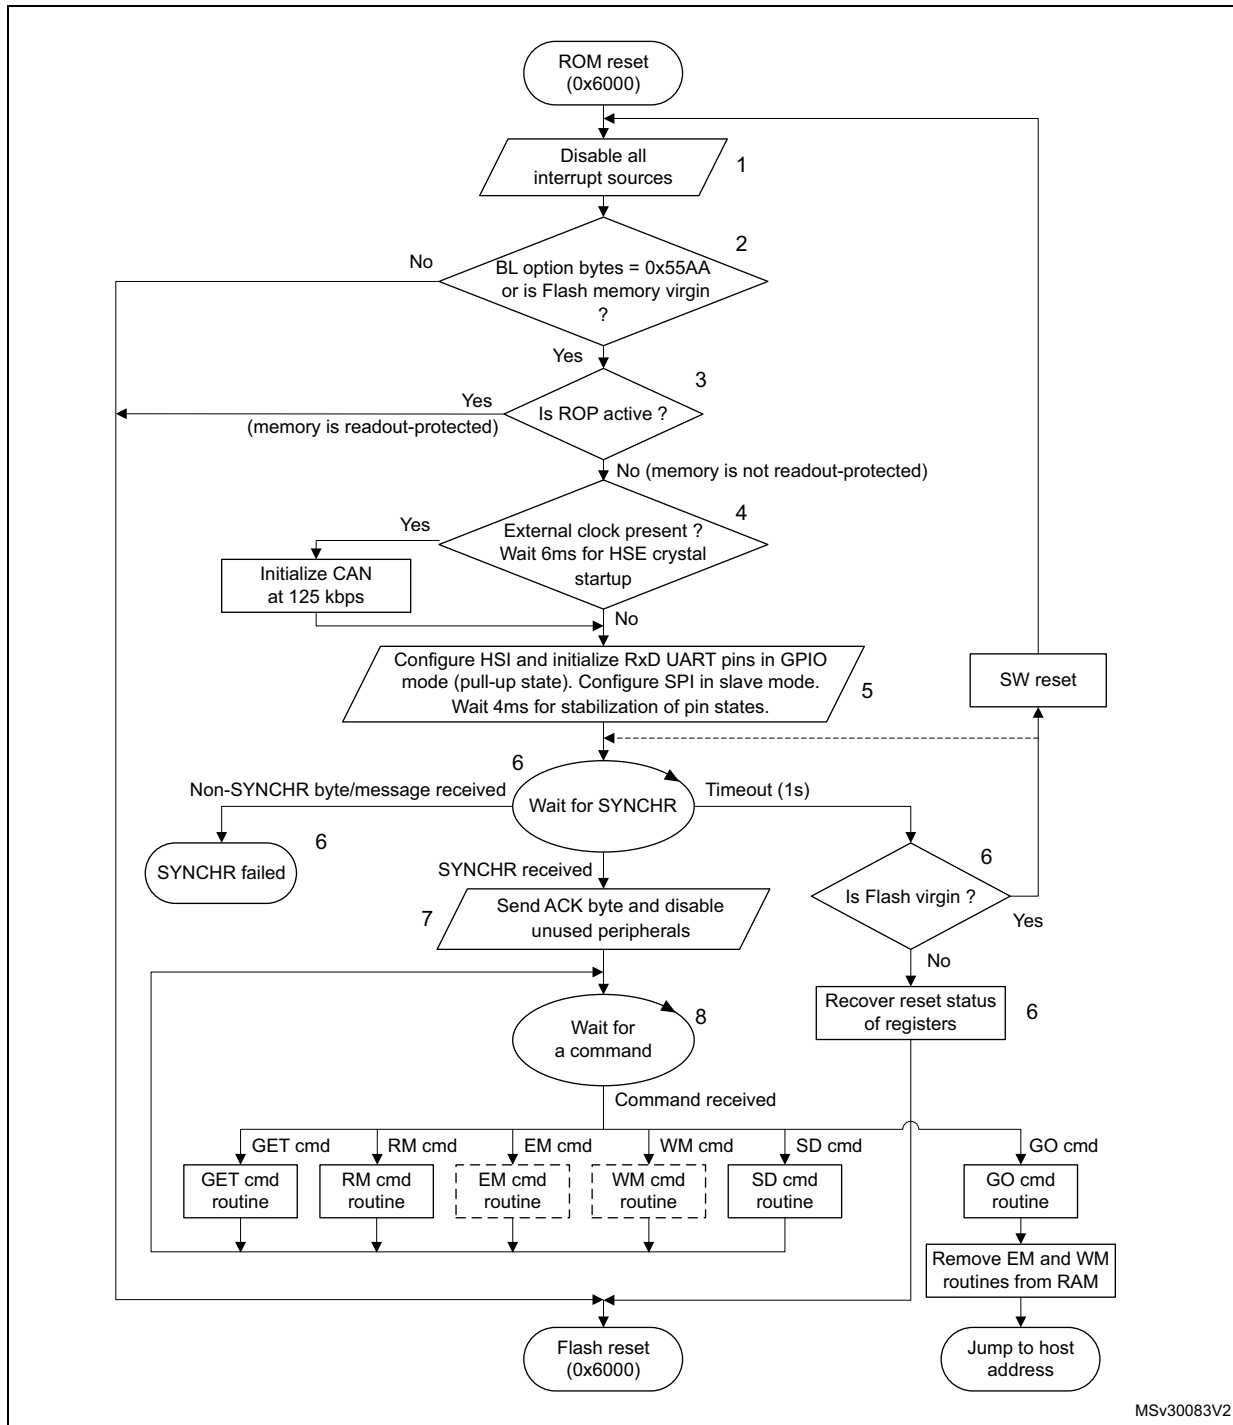 ROM reset
(0x6000)
Disable all
interrupt sources
1
2
No
BL option bytes = 0x55AA
or is Flash memory virgin
?
Yes
3
Yes
Is ROP active ?
(memory is readout-protected)
No (memory is not readout-protected)
4
Yes
External clock present ?
Wait 6ms for HSE crystal
startup
Initialize CAN
at 125 kbps
No
Configure HSI and initialize RxD UART pins in GPIO
mode (pull-up state). Configure SPI in slave mode.
Wait 4ms for stabilization of pin states.
5
SW reset
6
Non-SYNCHR byte/message received
Wait for SYNCHR
Timeout (1s)
6
SYNCHR failed
SYNCHR received
6
Is Flash virgin ?
Yes
7
Send ACK byte and disable
unused peripherals
No
Recover reset status
of registers
6
8
Wait for
a command
Command received
GET cmd
RM cmd
EM cmd
WM cmd
SD cmd
GO cmd
GET cmd
routine
RM cmd
routine
EM cmd
routine
WM cmd
routine
SD cmd
routine
GO cmd
routine
Remove EM and WM
routines from RAM
Flash reset
(0x6000)
Jump to host
address
MSv30083V2